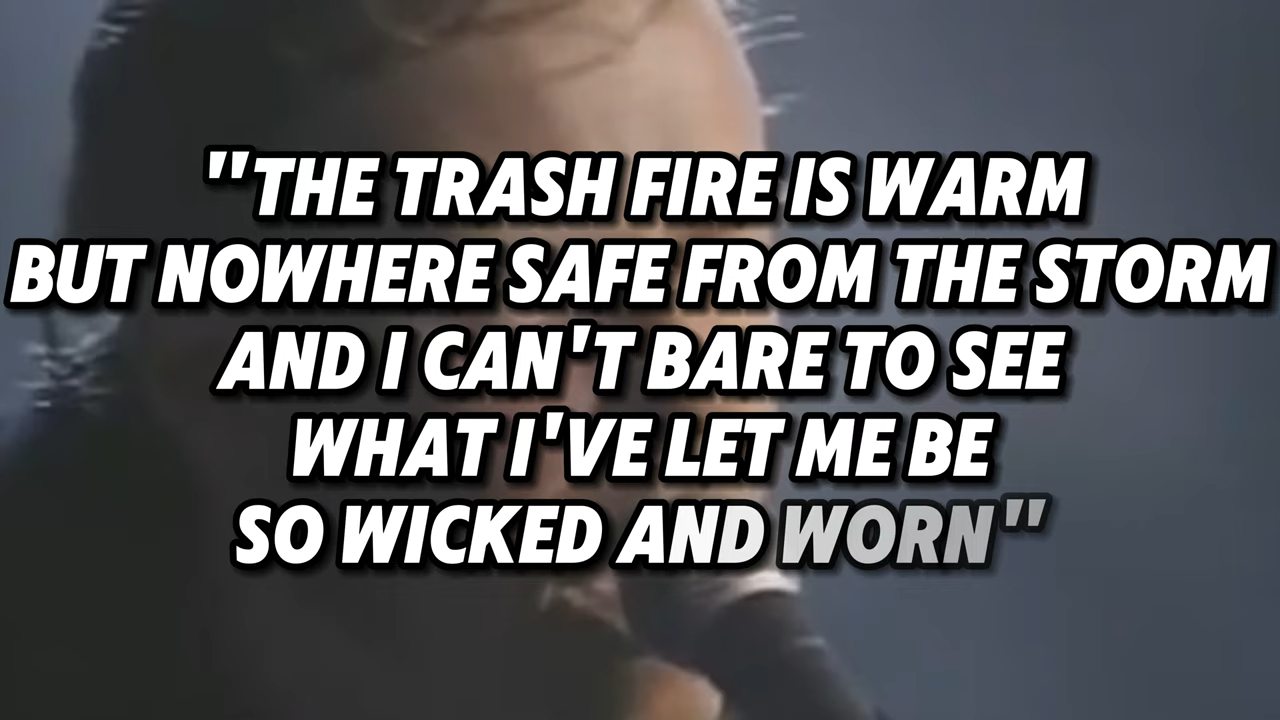 "THE TRASH FIRE IS WARM
BUT NOWHERE SAFE FROM THE STORM
AND I CAN'T BARE TO SEE
WHAT I'VE LET ME BE
SO WICKED AND WORN"